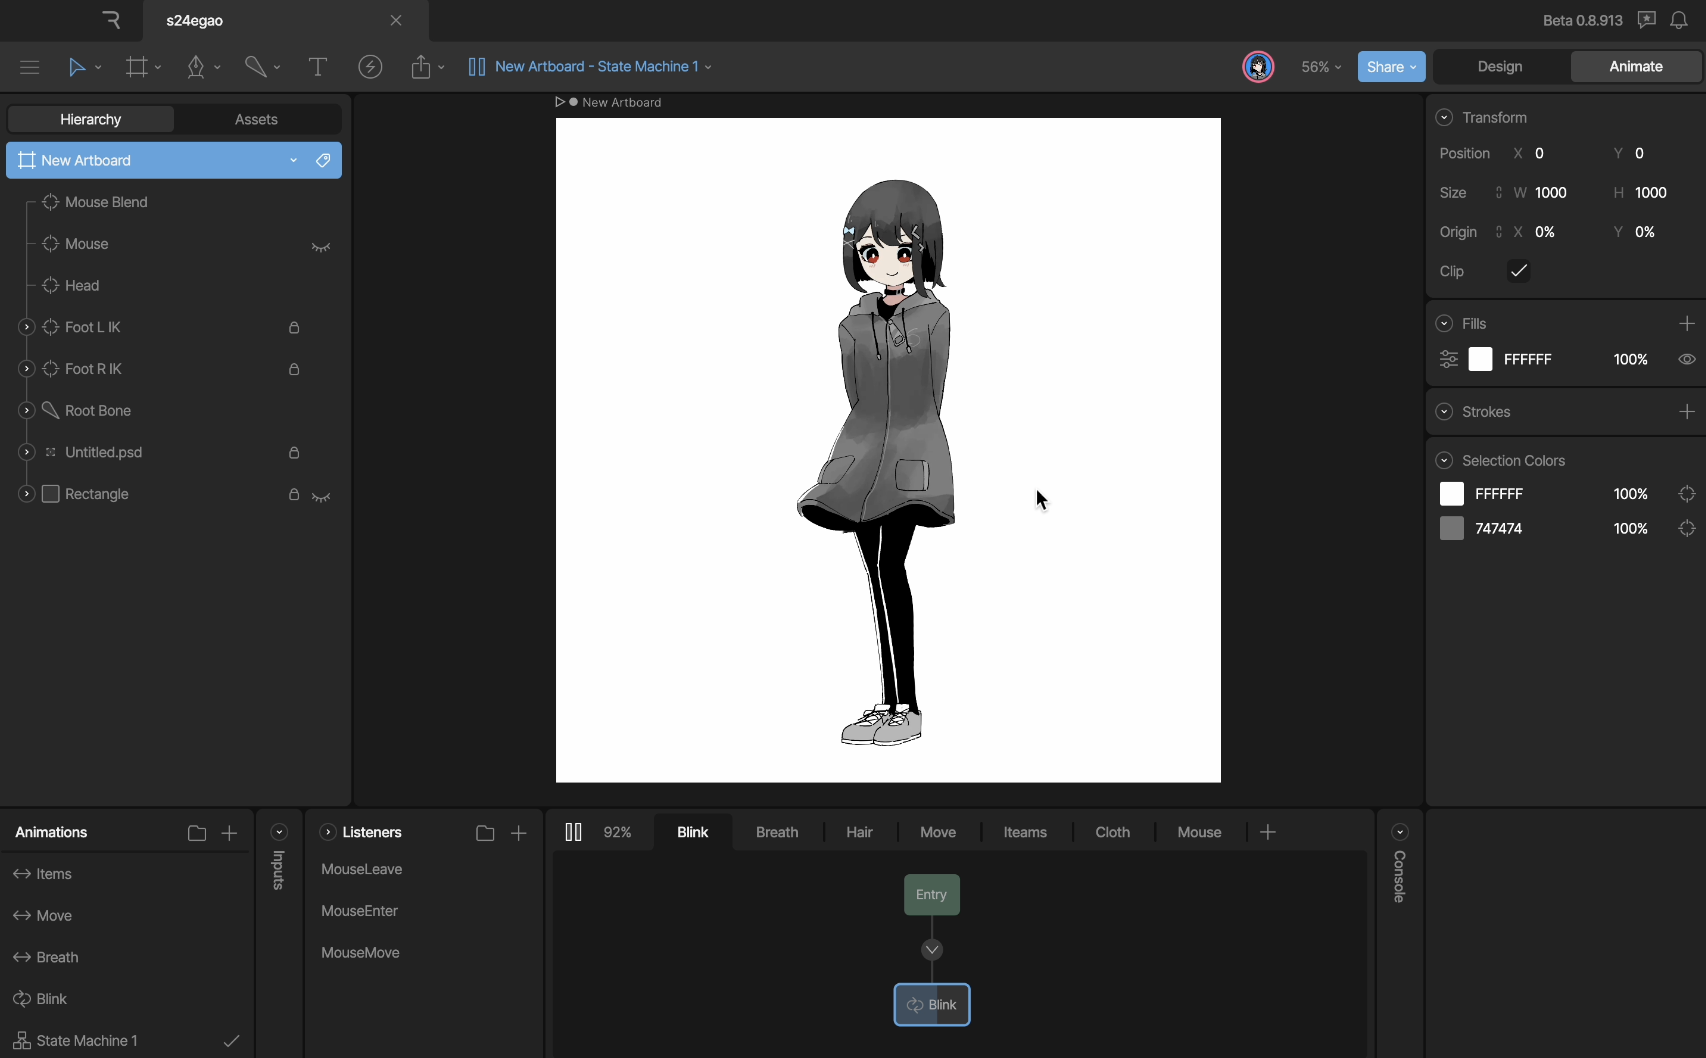 s24egao
Beta 0.8.913
New Artboard - State Machine 1
56%
Share
Design
Animate
Hierarchy
Assets
New Artboard
Mouse Blend
Mouse
Head
Foot L IK
Foot R IK
Root Bone
Untitled.psd
Rectangle
New Artboard
Transform
Position X 0 Y 0
Size W 1000 H 1000
Origin X 0% Y 0%
Clip
Fills
FFFFFF 100%
Strokes
Selection Colors
FFFFFF 100%
747474 100%
Animations
Items
Move
Breath
Blink
State Machine 1
Inputs
Listeners
MouseLeave
MouseEnter
MouseMove
92%
Blink
Breath
Hair
Move
Iteams
Cloth
Mouse
Entry
Blink
Console